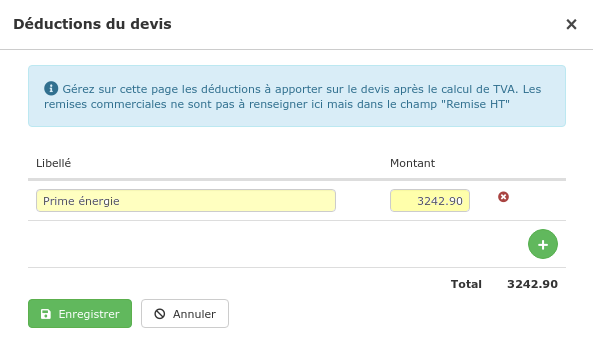 Déductions du devis
Gérez sur cette page les déductions à apporter sur le devis après le calcul de TVA. Les
remises commerciales ne sont pas à renseigner ici mais dans le champ "Remise HT"
Libellé Montant
Prime énergie 3242.90
Total 3242.90
Enregistrer Annuler